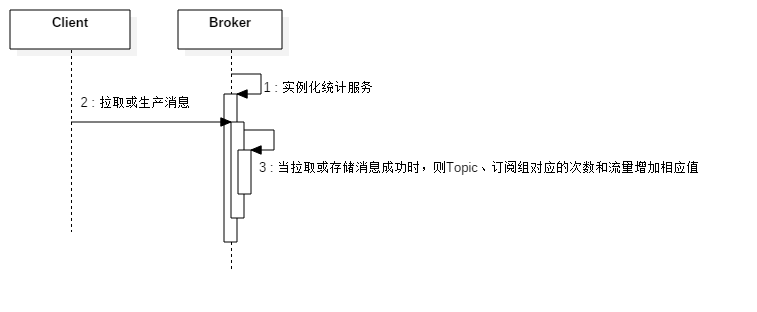 Client
Broker
1 : 实例化统计服务
2 : 拉取或生产消息
3 : 当拉取或存储消息成功时，则Topic、订阅组对应的次数和流量增加相应值